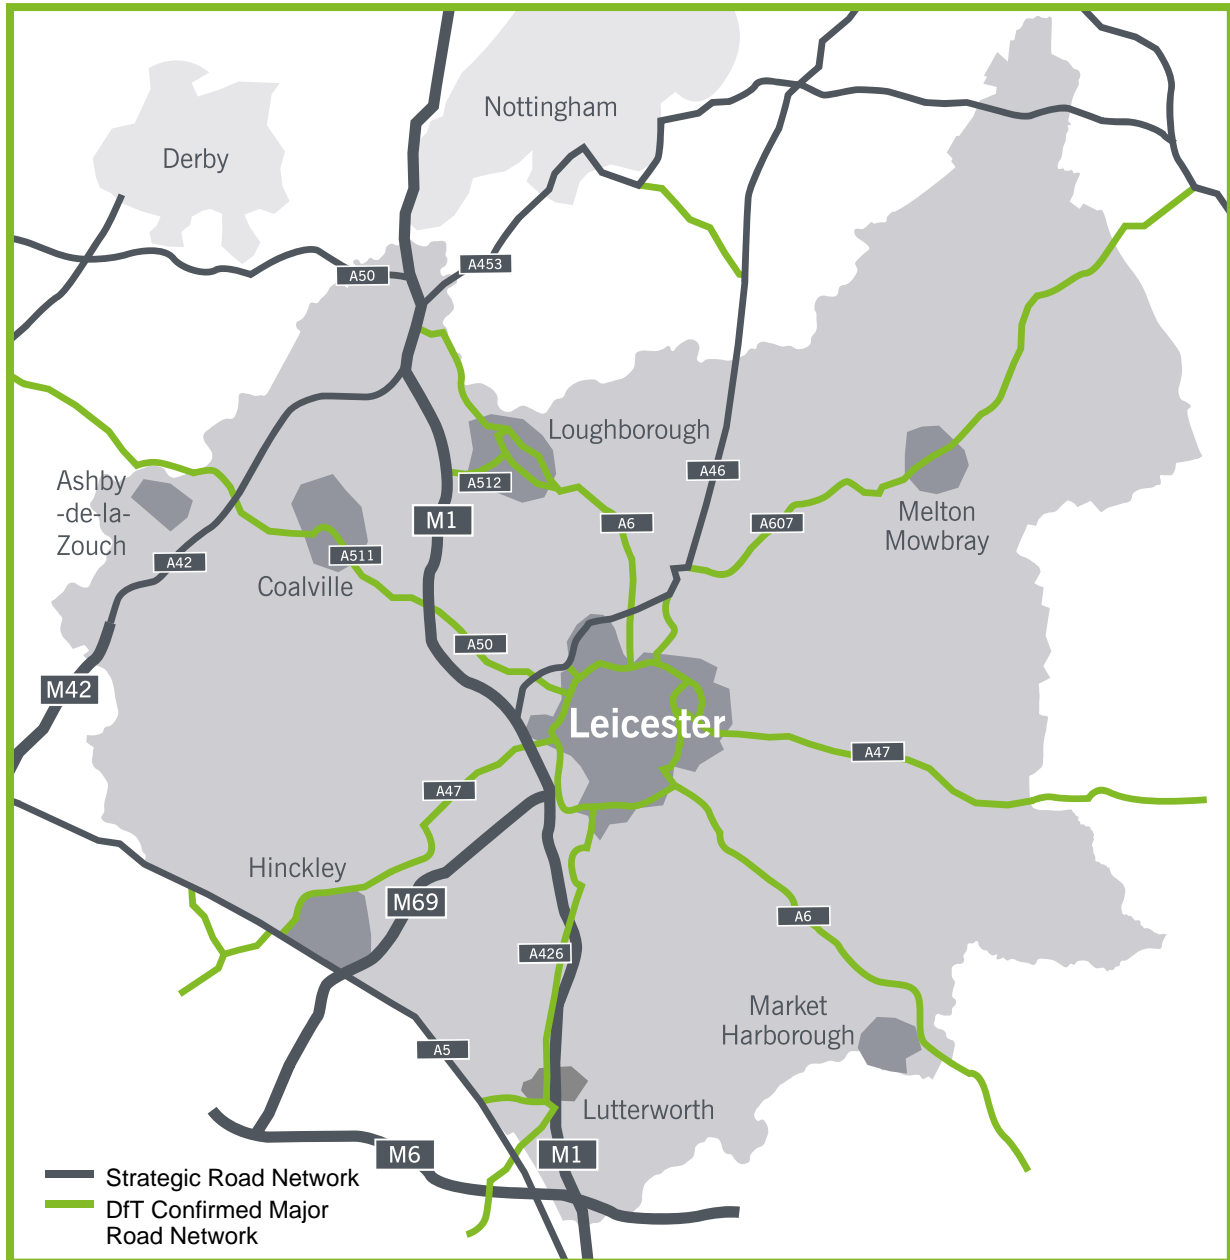 Nottingham
Derby
A453
A50
Loughborough
A46
Ashby
-de-la-
Zouch
A512
M1
A6
A607
Melton
Mowbray
A42
A511
Coalville
A50
M42
Leicester
A47
A47
Hinckley
M69
A6
A426
Market
Harborough
A5
Lutterworth
M6
M1
Strategic Road Network
DfT Confirmed Major
Road Network